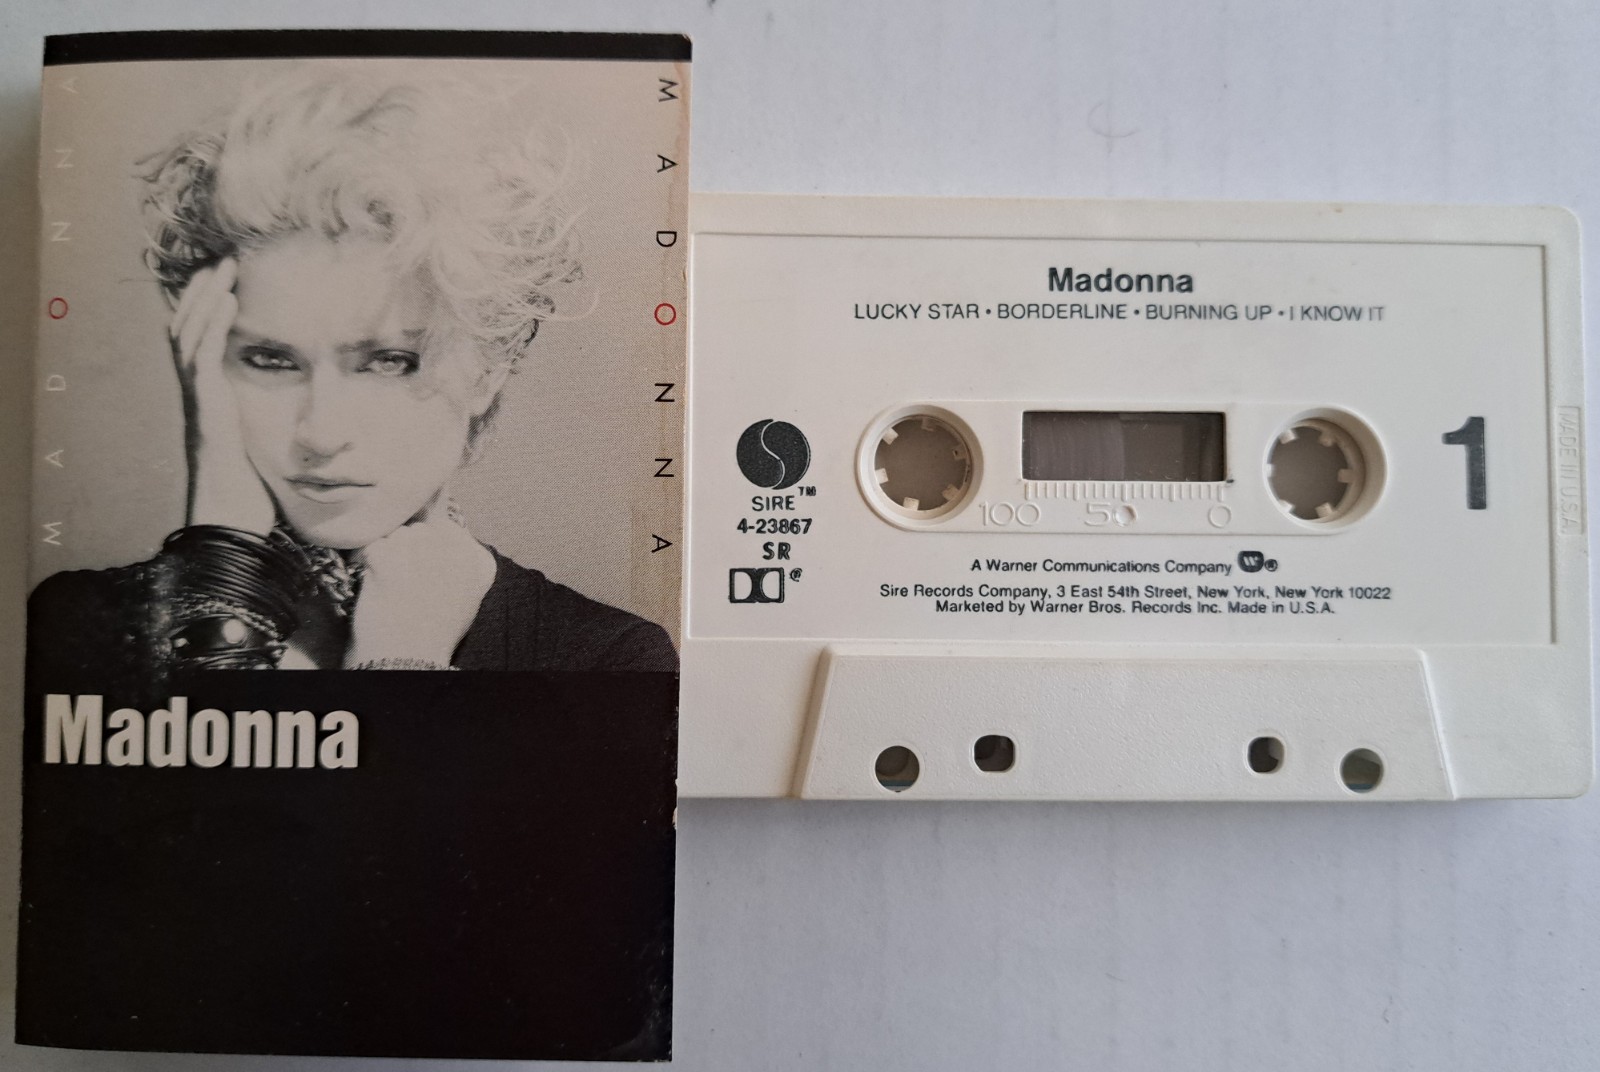 MADONNA
MADONNA
Madonna
Madonna
LUCKY STAR • BORDERLINE • BURNING UP • I KNOW IT
SIRE™
4-23867
SR
1
100 50 0
A Warner Communications Company ®
Sire Records Company, 3 East 54th Street, New York, New York 10022
Marketed by Warner Bros. Records Inc. Made in U.S.A.
MADE IN U.S.A.